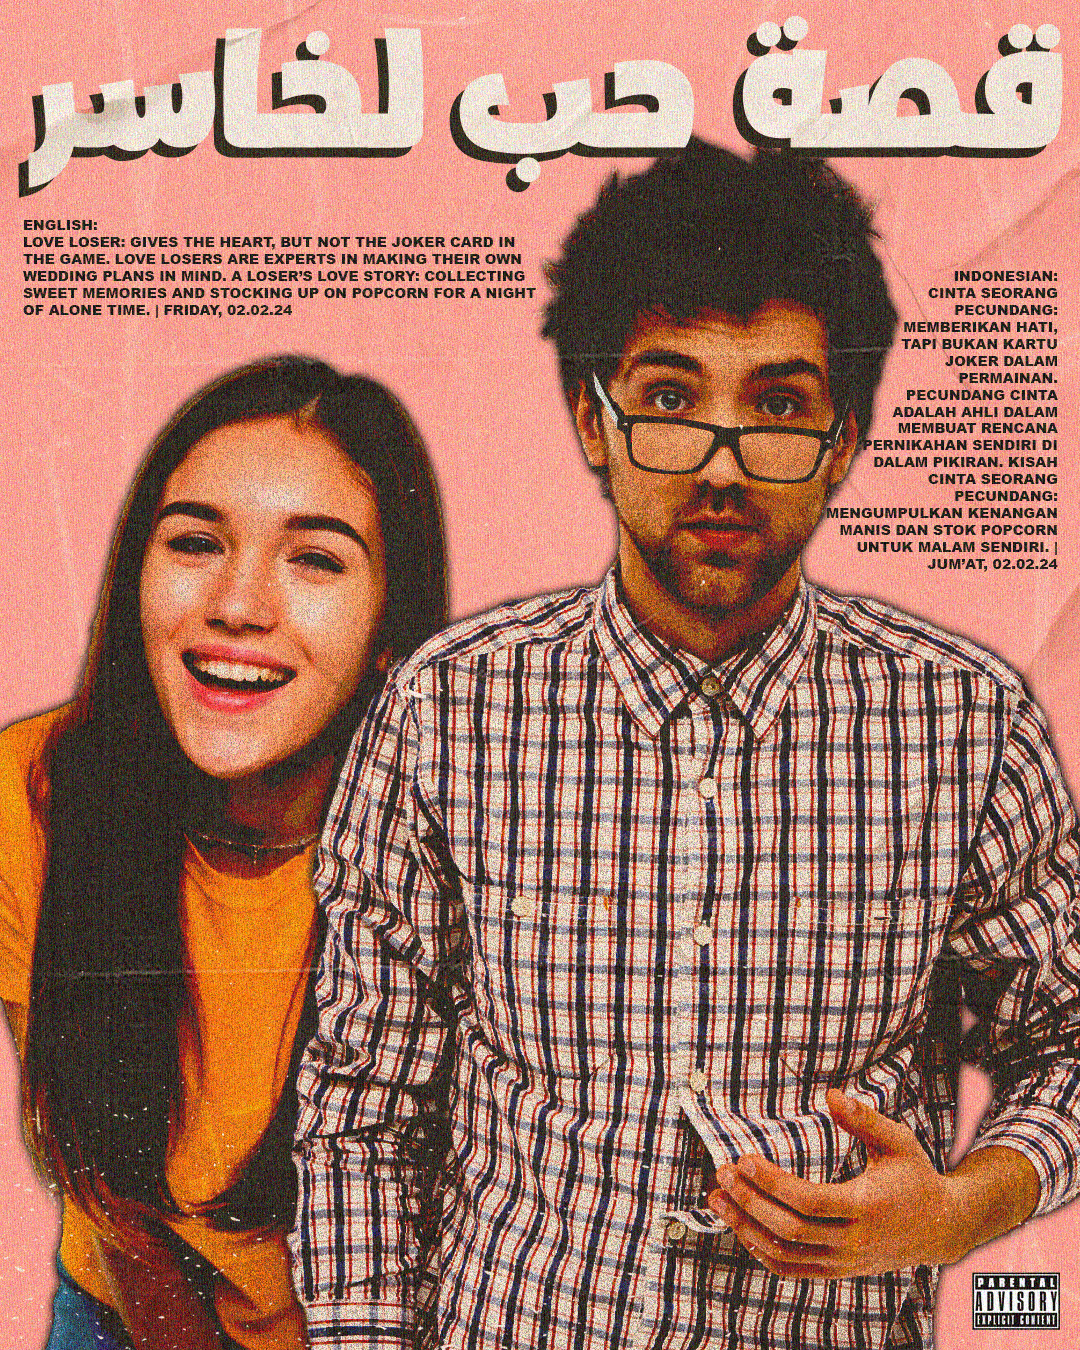 قصة حب لخاسر
ENGLISH:
LOVE LOSER: GIVES THE HEART, BUT NOT THE JOKER CARD IN
THE GAME. LOVE LOSERS ARE EXPERTS IN MAKING THEIR OWN
WEDDING PLANS IN MIND. A LOSER'S LOVE STORY: COLLECTING
SWEET MEMORIES AND STOCKING UP ON POPCORN FOR A NIGHT
OF ALONE TIME. | FRIDAY, 02.02.24
INDONESIAN:
CINTA SEORANG
PECUNDANG:
MEMBERIKAN HATI,
TAPI BUKAN KARTU
JOKER DALAM
PERMAINAN.
PECUNDANG CINTA
ADALAH AHLI DALAM
MEMBUAT RENCANA
PERNIKAHAN SENDIRI DI
DALAM PIKIRAN. KISAH
CINTA SEORANG
PECUNDANG:
MENGUMPULKAN KENANGAN
MANIS DAN STOK POPCORN
UNTUK MALAM SENDIRI. |
JUM'AT, 02.02.24
PARENTAL
ADVISORY
EXPLICIT CONTENT